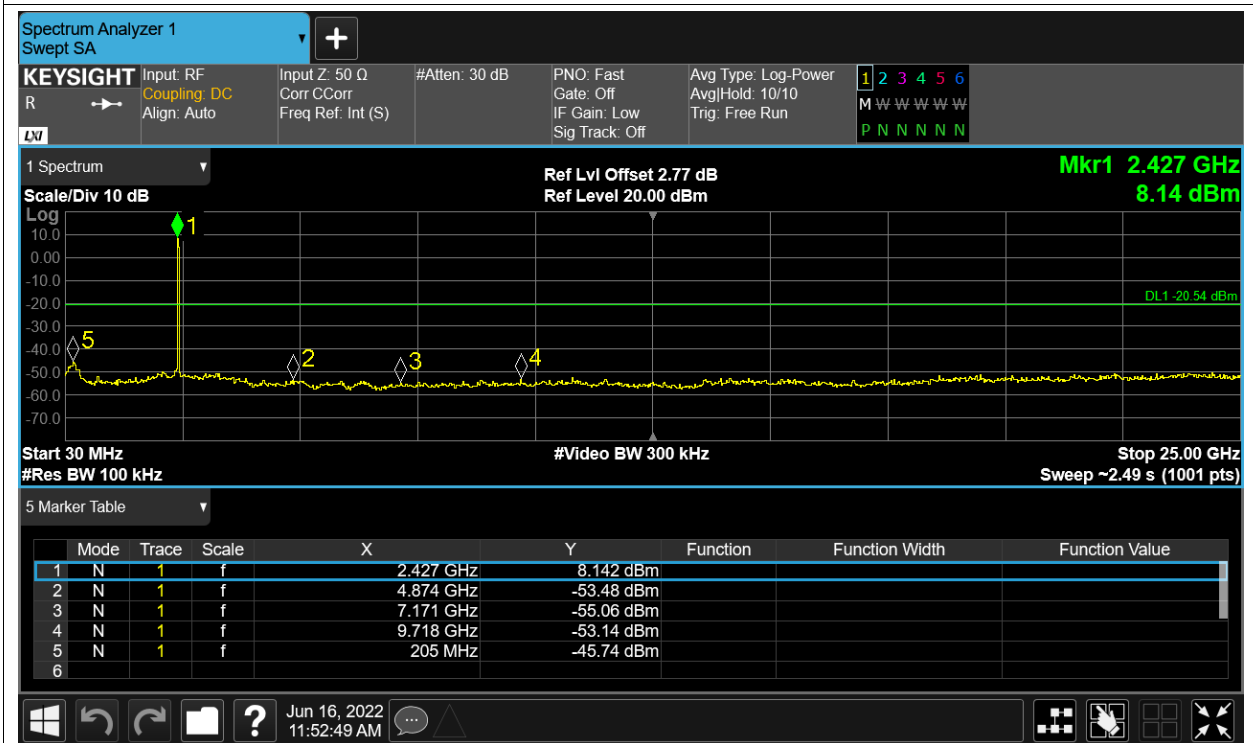 Spectrum Analyzer 1
Swept SA
KEYSIGHT
R
LXI
Input: RF
Coupling: DC
Align: Auto
Input Z: 50 Ω
Corr CCorr
Freq Ref: Int (S)
#Atten: 30 dB
PNO: Fast
Gate: Off
IF Gain: Low
Sig Track: Off
Avg Type: Log-Power
Avg|Hold: 10/10
Trig: Free Run
1 2 3 4 5 6
M W W W W W
P N N N N N
1 Spectrum
Scale/Div 10 dB
Ref Lvl Offset 2.77 dB
Ref Level 20.00 dBm
Mkr1 2.427 GHz
8.14 dBm
Log
10.0
0.00
-10.0
-20.0
-30.0
-40.0
-50.0
-60.0
-70.0
1
5
2
3
4
DL1 -20.54 dBm
Start 30 MHz
#Video BW 300 kHz
Stop 25.00 GHz
#Res BW 100 kHz
Sweep ~2.49 s (1001 pts)
5 Marker Table
Mode Trace Scale X Y Function Function Width Function Value
1 N 1 f 2.427 GHz 8.142 dBm
2 N 1 f 4.874 GHz -53.48 dBm
3 N 1 f 7.171 GHz -55.06 dBm
4 N 1 f 9.718 GHz -53.14 dBm
5 N 1 f 205 MHz -45.74 dBm
6
?
Jun 16, 2022
11:52:49 AM